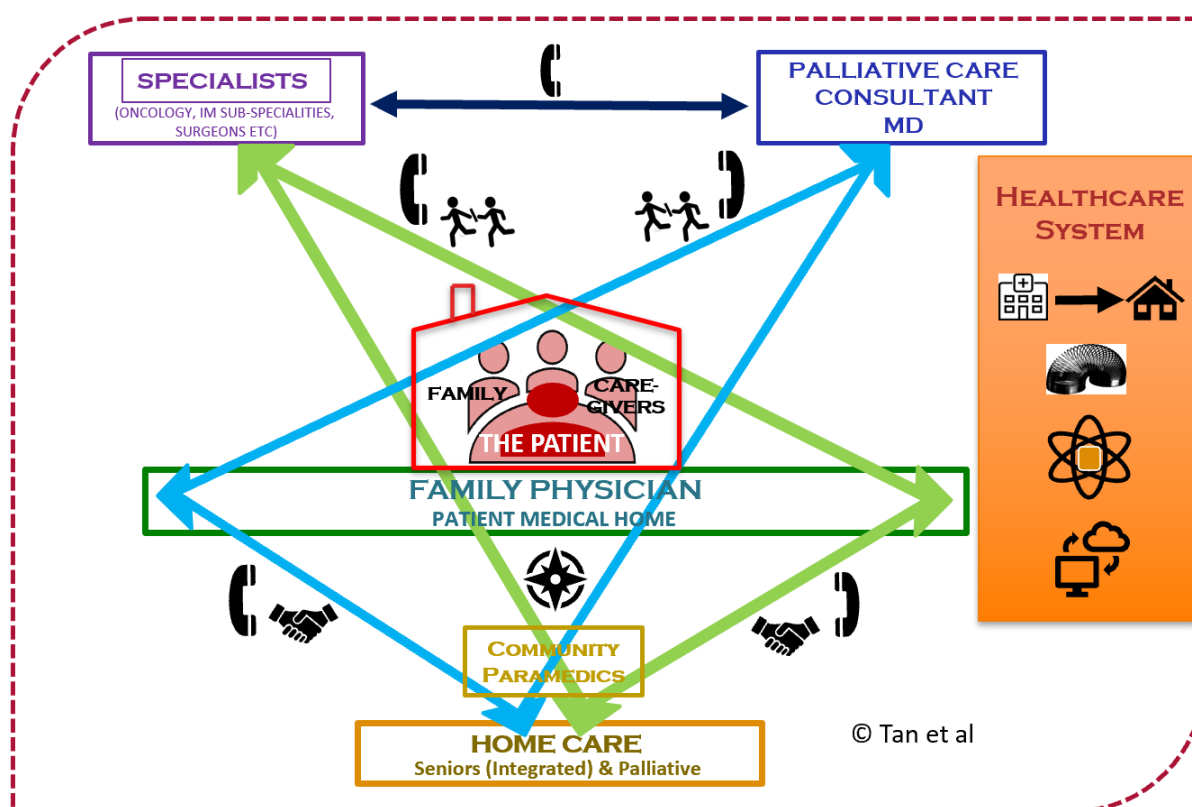 SPECIALISTS
(ONCOLOGY, IM SUB-SPECIALITIES,
SURGEONS ETC)
PALLIATIVE CARE
CONSULTANT
MD
HEALTHCARE
SYSTEM
FAMILY
CARE-
GIVERS
THE PATIENT
FAMILY PHYSICIAN
PATIENT MEDICAL HOME
COMMUNITY
PARAMEDICS
HOME CARE
Seniors (Integrated) & Palliative
© Tan et al